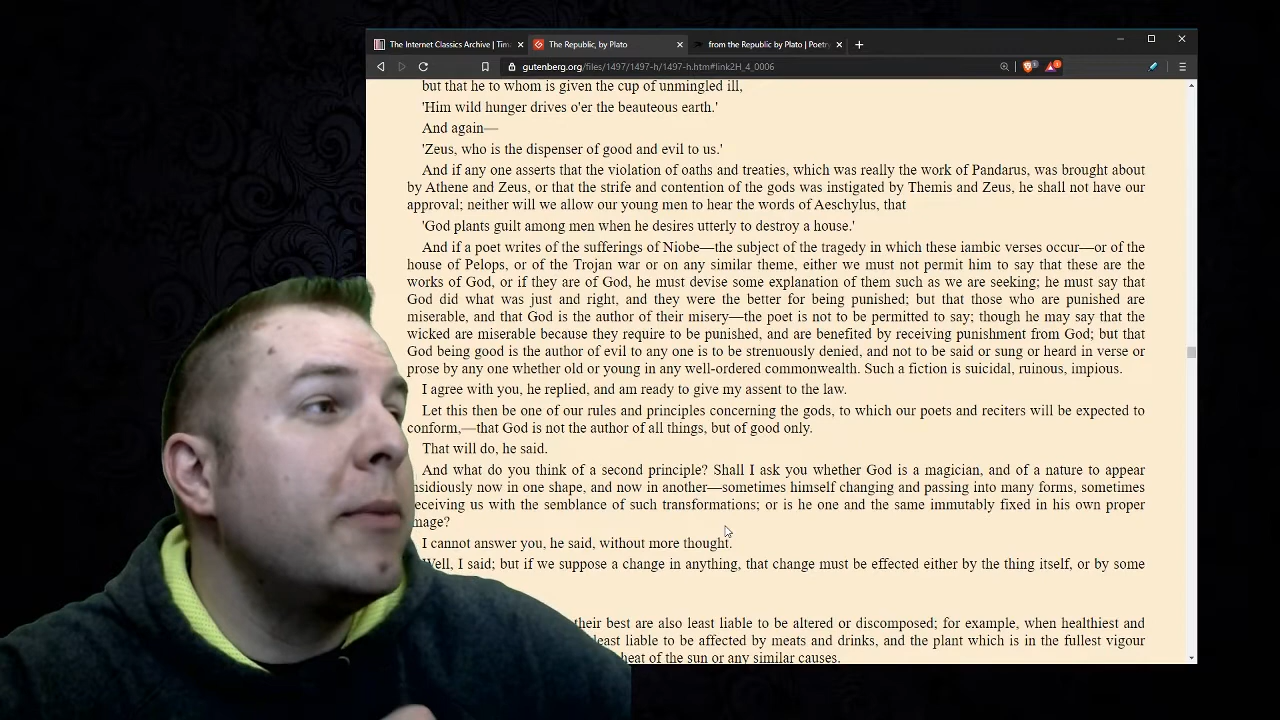 The Internet Classics Archive | Tim
The Republic, by Plato
from the Republic by Plato | Poetry
gutenberg.org/files/1497/1497-h/1497-h.htm#link2H_4_0006
but that he to whom is given the cup of unmingled ill,
'Him wild hunger drives o'er the beauteous earth.'
And again—
'Zeus, who is the dispenser of good and evil to us.'
And if any one asserts that the violation of oaths and treaties, which was really the work of Pandarus, was brought about
by Athene and Zeus, or that the strife and contention of the gods was instigated by Themis and Zeus, he shall not have our
approval; neither will we allow our young men to hear the words of Aeschylus, that
'God plants guilt among men when he desires utterly to destroy a house.'
And if a poet writes of the sufferings of Niobe—the subject of the tragedy in which these iambic verses occur—or of the
house of Pelops, or of the Trojan war or on any similar theme, either we must not permit him to say that these are the
works of God, or if they are of God, he must devise some explanation of them such as we are seeking; he must say that
God did what was just and right, and they were the better for being punished; but that those who are punished are
miserable, and that God is the author of their misery—the poet is not to be permitted to say; though he may say that the
wicked are miserable because they require to be punished, and are benefited by receiving punishment from God; but that
God being good is the author of evil to any one is to be strenuously denied, and not to be said or sung or heard in verse or
prose by any one whether old or young in any well-ordered commonwealth. Such a fiction is suicidal, ruinous, impious.
I agree with you, he replied, and am ready to give my assent to the law.
Let this then be one of our rules and principles concerning the gods, to which our poets and reciters will be expected to
conform,—that God is not the author of all things, but of good only.
That will do, he said.
And what do you think of a second principle? Shall I ask you whether God is a magician, and of a nature to appear
nsidiously now in one shape, and now in another—sometimes himself changing and passing into many forms, sometimes
eceiving us with the semblance of such transformations; or is he one and the same immutably fixed in his own proper
mage?
I cannot answer you, he said, without more thought.
Well, I said; but if we suppose a change in anything, that change must be effected either by the thing itself, or by some
their best are also least liable to be altered or discomposed; for example, when healthiest and
least liable to be affected by meats and drinks, and the plant which is in the fullest vigour
heat of the sun or any similar causes.